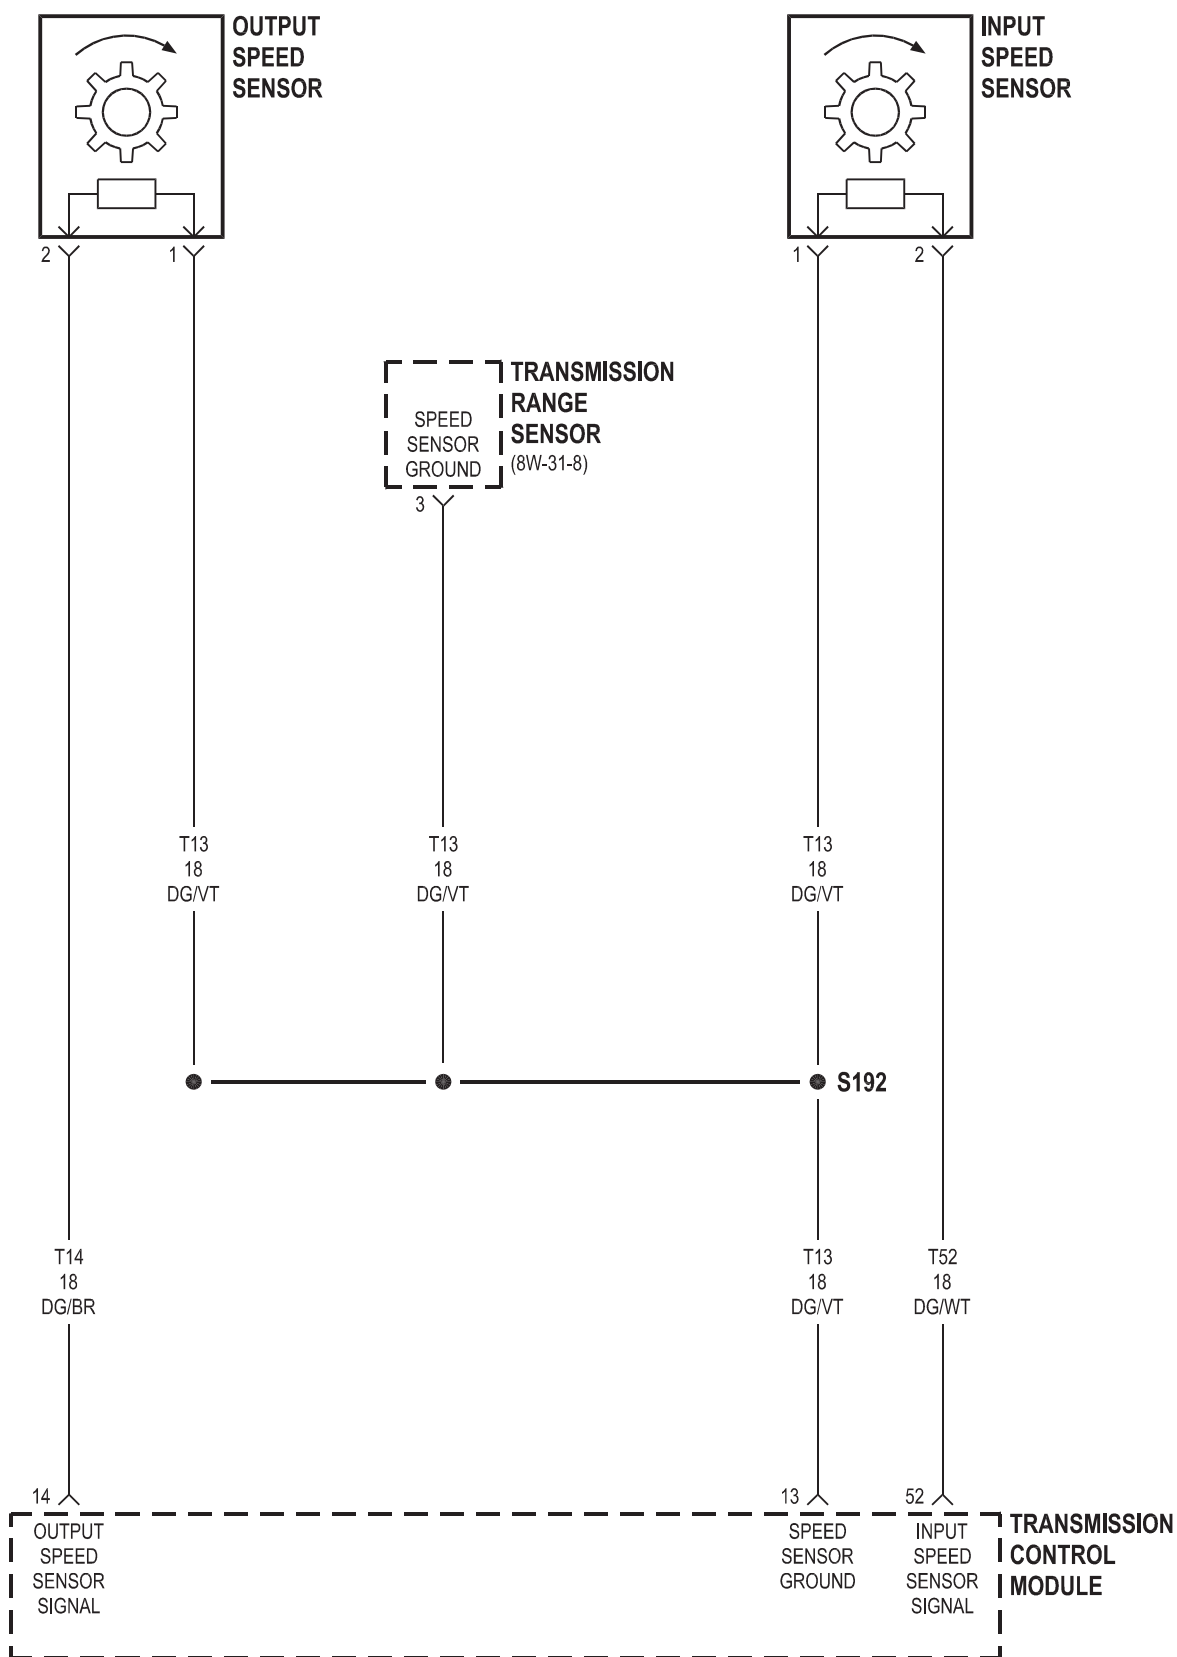 OUTPUT
SPEED
SENSOR
INPUT
SPEED
SENSOR
2
1
1
2
TRANSMISSION
RANGE
SENSOR
(8W-31-8)
SPEED
SENSOR
GROUND
3
T13
18
DG/VT
T13
18
DG/VT
T13
18
DG/VT
S192
T14
18
DG/BR
T13
18
DG/VT
T52
18
DG/WT
14
13
52
OUTPUT
SPEED
SENSOR
SIGNAL
SPEED
SENSOR
GROUND
INPUT
SPEED
SENSOR
SIGNAL
TRANSMISSION
CONTROL
MODULE